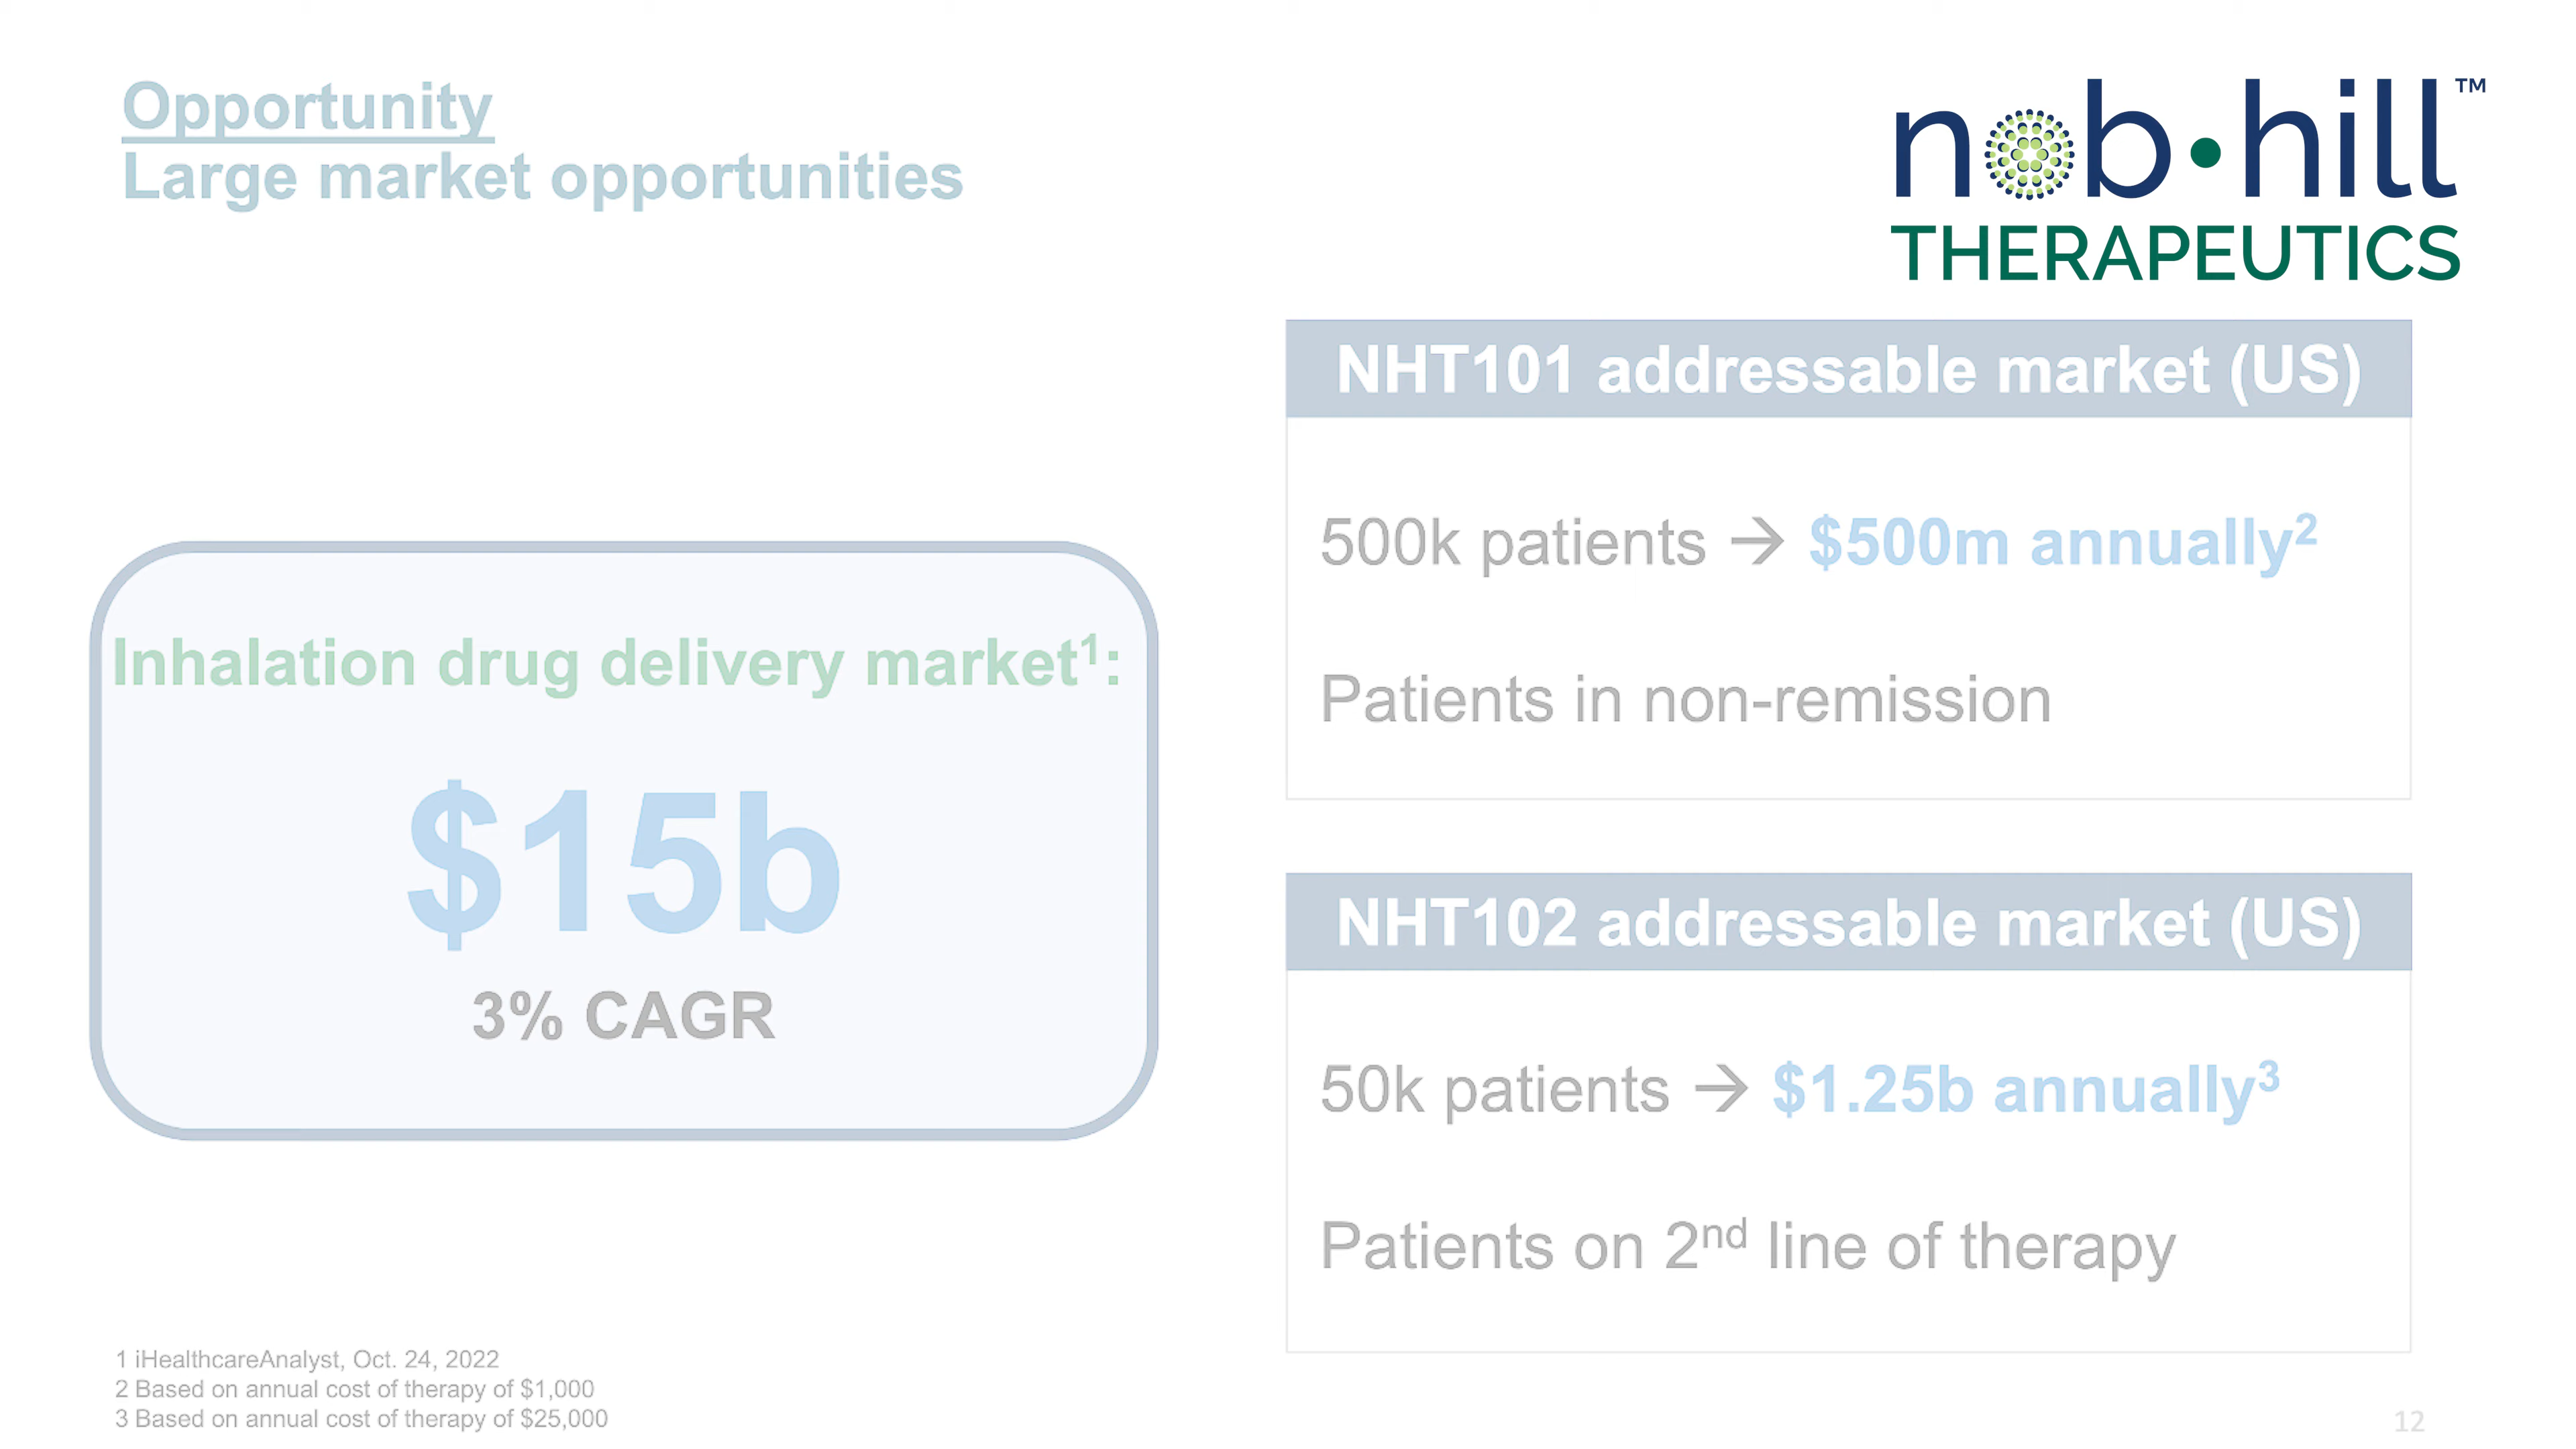 Opportunity
Large market opportunities
nob·hill™
THERAPEUTICS
Inhalation drug delivery market¹:
$15b
3% CAGR
NHT101 addressable market (US)
500k patients → $500m annually²
Patients in non-remission
NHT102 addressable market (US)
50k patients → $1.25b annually³
Patients on 2nd line of therapy
1 iHealthcareAnalyst, Oct. 24, 2022
2 Based on annual cost of therapy of $1,000
3 Based on annual cost of therapy of $25,000
12